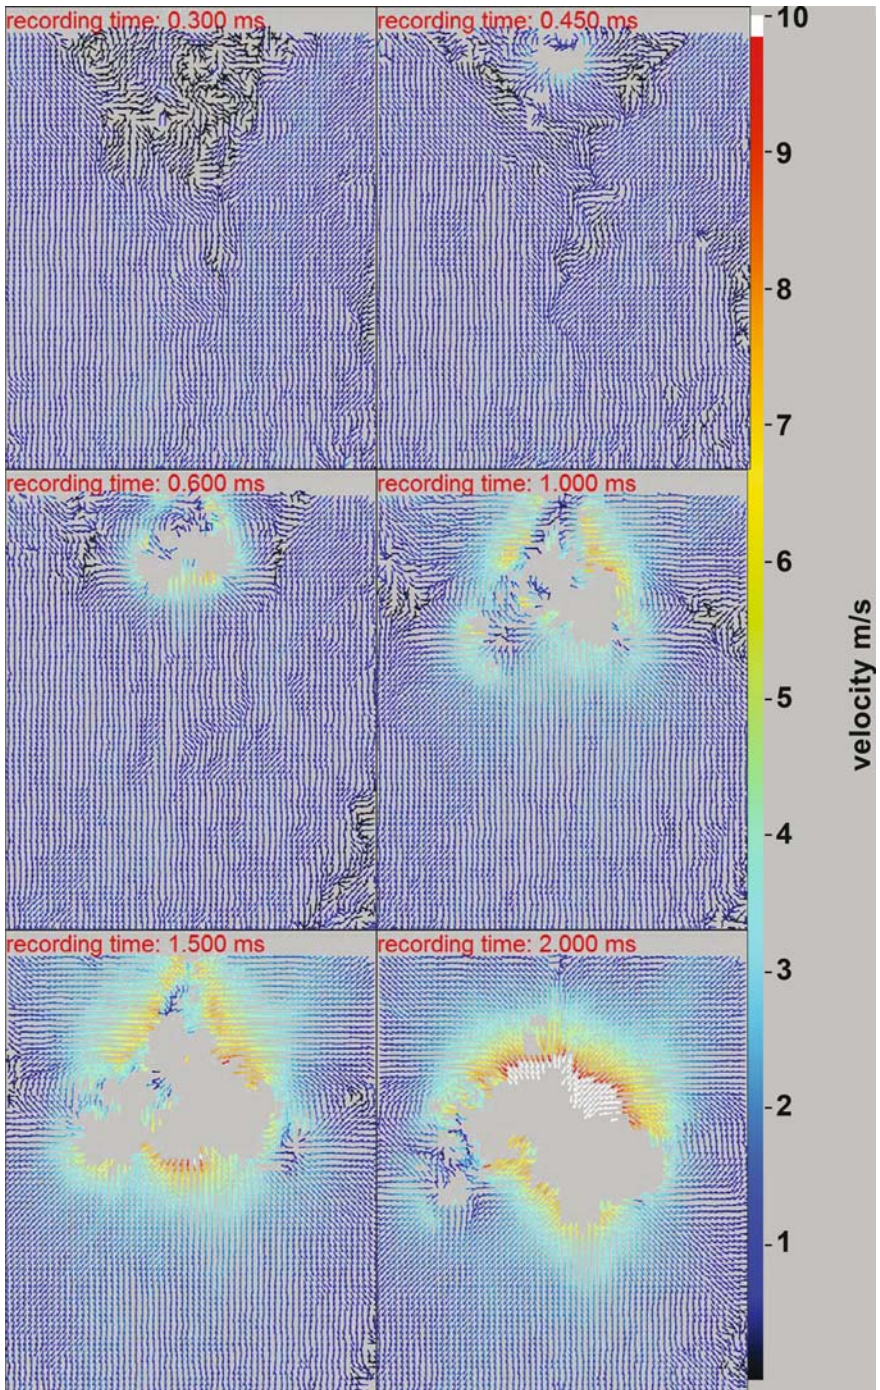 recording time: 0.300 ms
recording time: 0.450 ms
recording time: 0.600 ms
recording time: 1.000 ms
recording time: 1.500 ms
recording time: 2.000 ms
10
9
8
7
6
5
4
3
2
1
velocity m/s